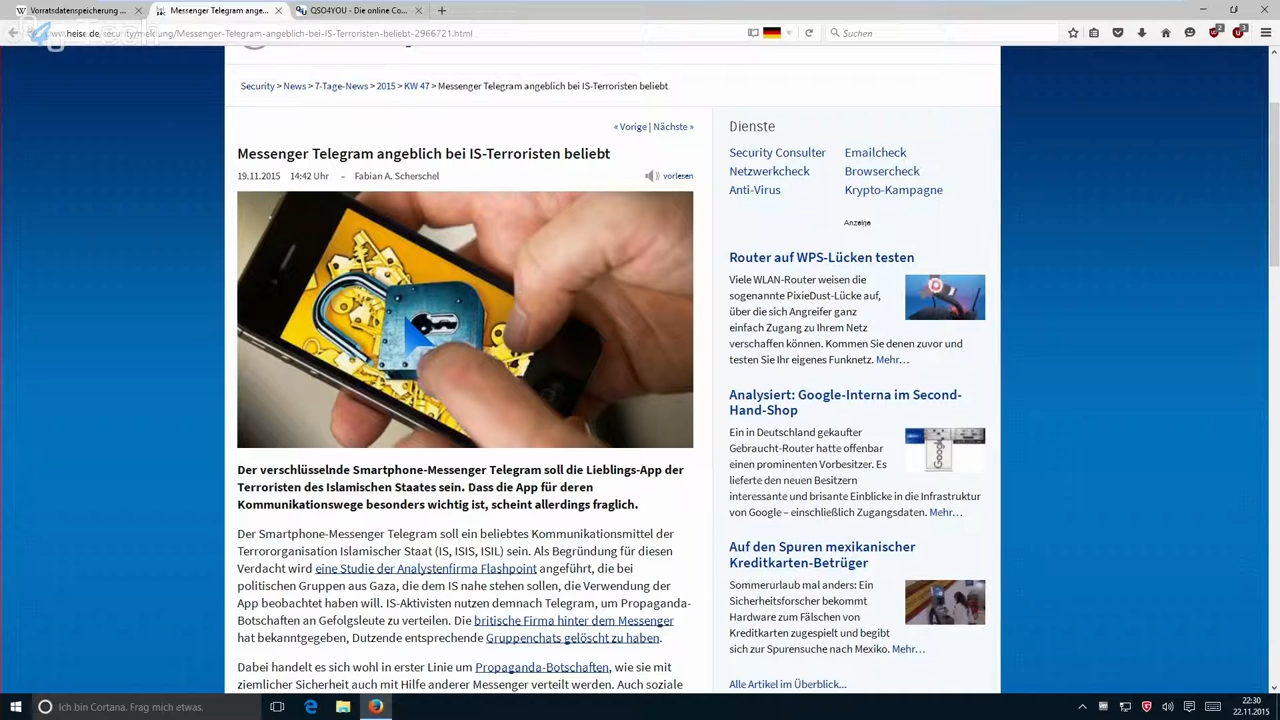 Vorratsdatenspeicherung
Messenger Telegram ange...
QSO4YOU - Die online Co...
.heise.de/security/meldung/Messenger-Telegram-angeblich-bei-IS-Terroristen-beliebt-2966721.html
Suchen
2
3
Security > News > 7-Tage-News > 2015 > KW 47 > Messenger Telegram angeblich bei IS-Terroristen beliebt
« Vorige | Nächste »
Messenger Telegram angeblich bei IS-Terroristen beliebt
19.11.2015 14:42 Uhr – Fabian A. Scherschel
vorlesen
Der verschlüsselnde Smartphone-Messenger Telegram soll die Lieblings-App der
Terroristen des Islamischen Staates sein. Dass die App für deren
Kommunikationswege besonders wichtig ist, scheint allerdings fraglich.
Der Smartphone-Messenger Telegram soll ein beliebtes Kommunikationsmittel der
Terrororganisation Islamischer Staat (IS, ISIS, ISIL) sein. Als Begründung für diesen
Verdacht wird eine Studie der Analystenfirma Flashpoint angeführt, die bei
politischen Gruppen aus Gaza, die dem IS nahe stehen sollen, die Verwendung der
App beobachtet haben will. IS-Aktivisten nutzen demnach Telegram, um Propaganda-
Botschaften an Gefolgsleute zu verteilen. Die britische Firma hinter dem Messenger
hat bekanntgegeben, Dutzende entsprechende Gruppenchats gelöscht zu haben.
Dabei handelt es sich wohl in erster Linie um Propaganda-Botschaften, wie sie mit
ziemlicher Sicherheit auch mit Hilfe anderer Messenger verteilt werden. Auch soziale
Dienste
Security Consulter
Emailcheck
Netzwerkcheck
Browsercheck
Anti-Virus
Krypto-Kampagne
Anzeige
Router auf WPS-Lücken testen
Viele WLAN-Router weisen die
sogenannte PixieDust-Lücke auf,
über die sich Angreifer ganz
einfach Zugang zu Ihrem Netz
verschaffen können. Kommen Sie denen zuvor und
testen Sie Ihr eigenes Funknetz. Mehr…
Analysiert: Google-Interna im Second-
Hand-Shop
Ein in Deutschland gekaufter
Gebraucht-Router hatte offenbar
einen prominenten Vorbesitzer. Es
lieferte den neuen Besitzern
interessante und brisante Einblicke in die Infrastruktur
von Google – einschließlich Zugangsdaten. Mehr…
Google
Auf den Spuren mexikanischer
Kreditkarten-Betrüger
Sommerurlaub mal anders: Ein
Sicherheitsforscher bekommt
Hardware zum Fälschen von
Kreditkarten zugespielt und begibt
sich zur Spurensuche nach Mexiko. Mehr…
Alle Artikel im Überblick...
Ich bin Cortana. Frag mich etwas.
22:30
22.11.2015